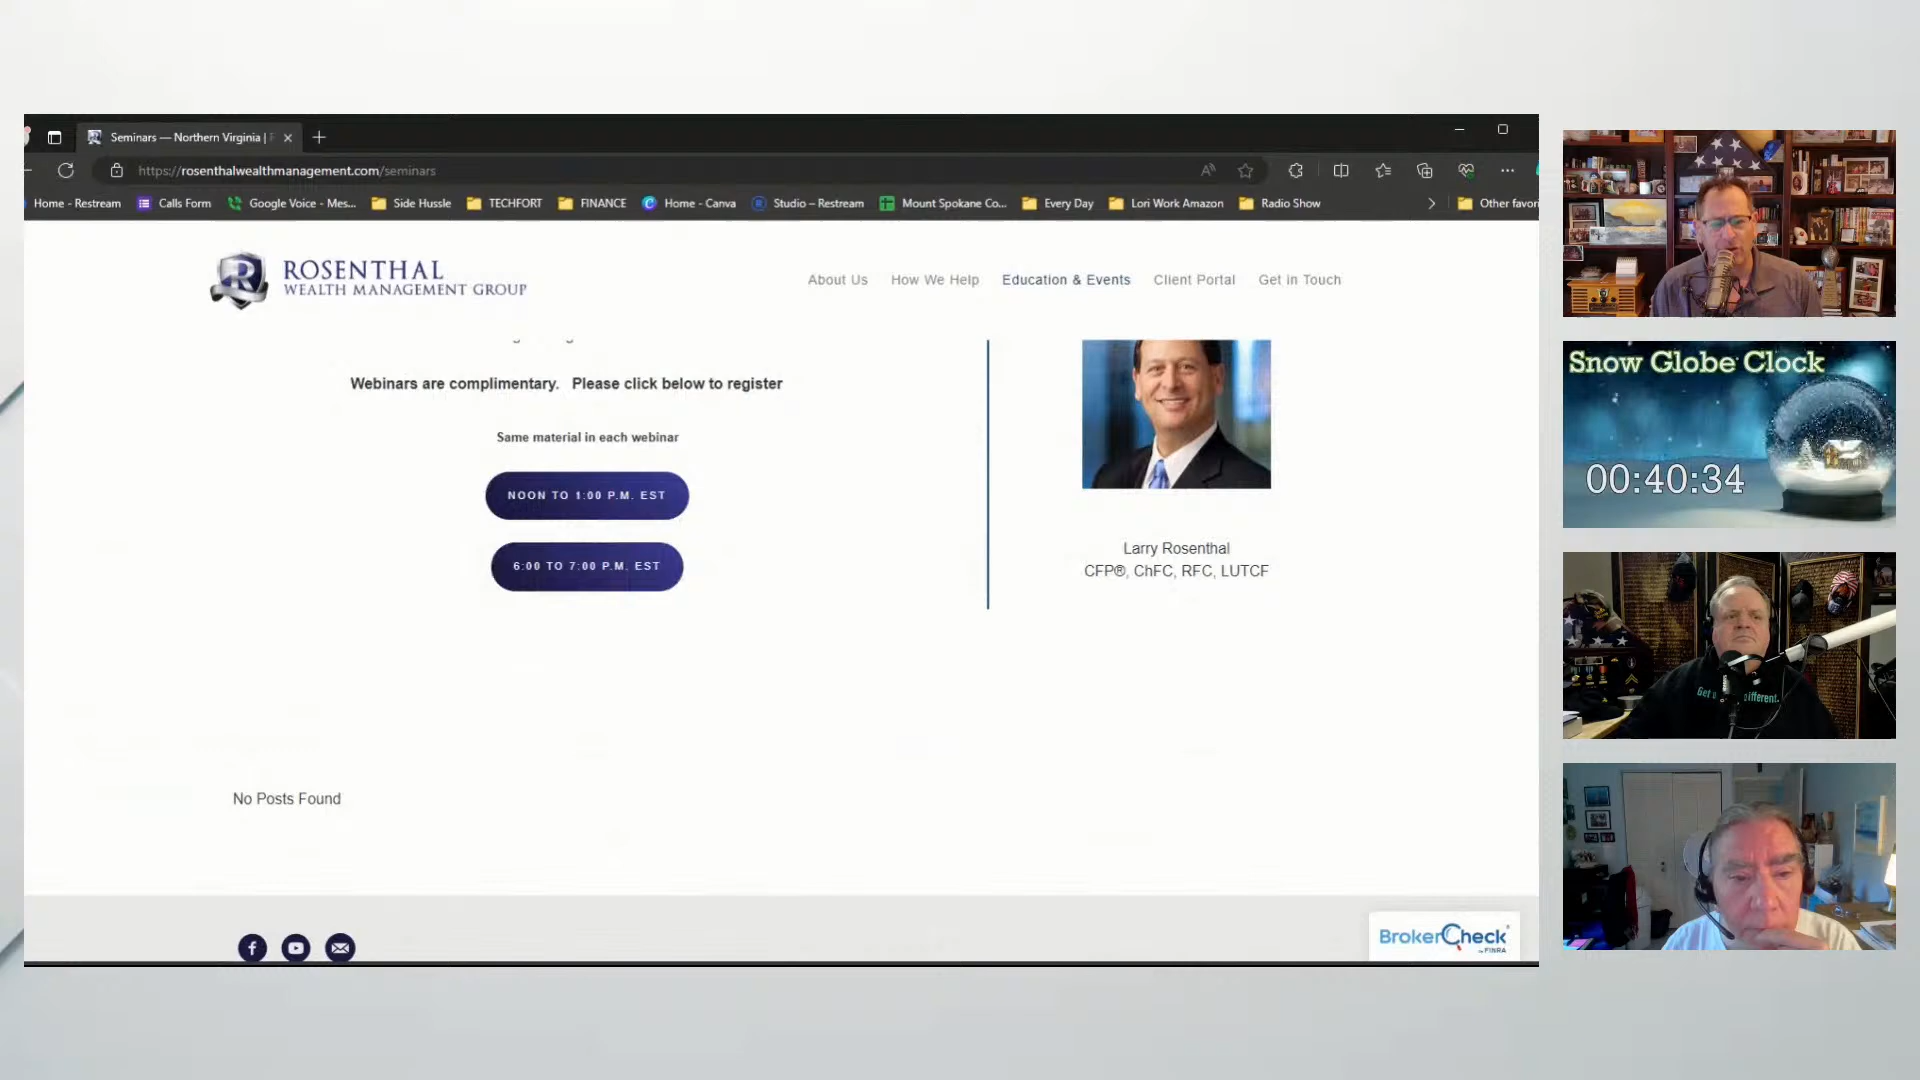 Seminars — Northern Virginia |
https://rosenthalwealthmanagement.com/seminars
Home - Restream
Calls Form
Google Voice - Mes...
Side Hussle
TECHFORT
FINANCE
Home - Canva
Studio – Restream
Mount Spokane Co...
Every Day
Lori Work Amazon
Radio Show
Other favori
R
ROSENTHAL
WEALTH MANAGEMENT GROUP
About Us
How We Help
Education & Events
Client Portal
Get in Touch
Webinars are complimentary. Please click below to register
Same material in each webinar
NOON TO 1:00 P.M. EST
6:00 TO 7:00 P.M. EST
Larry Rosenthal
CFP®, ChFC, RFC, LUTCF
No Posts Found
BrokerCheck
by FINRA
Snow Globe Clock
00:40:34
Get
ifferent.